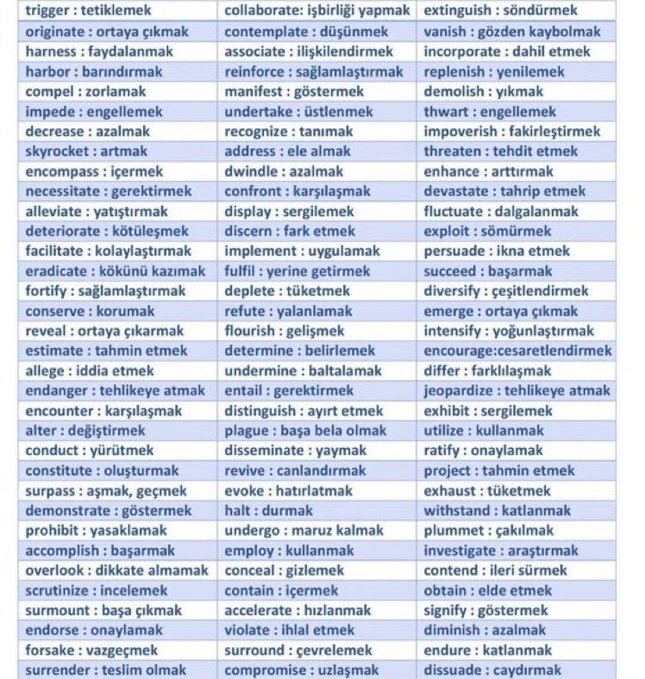 trigger : tetiklemek collaborate: işbirliği yapmak extinguish : söndürmek
originate : ortaya çıkmak contemplate : düşünmek vanish : gözden kaybolmak
harness : faydalanmak associate : ilişkilendirmek incorporate : dahil etmek
harbor : barındırmak reinforce : sağlamlaştırmak replenish : yenilemek
compel : zorlamak manifest : göstermek demolish : yıkmak
impede : engellemek undertake : üstlenmek thwart : engellemek
decrease : azalmak recognize : tanımak impoverish : fakirleştirmek
skyrocket : artmak address : ele almak threaten : tehdit etmek
encompass : içermek dwindle : azalmak enhance : arttırmak
necessitate : gerektirmek confront : karşılaşmak devastate : tahrip etmek
alleviate : yatıştırmak display : sergilemek fluctuate : dalgalanmak
deteriorate : kötüleşmek discern : fark etmek exploit : sömürmek
facilitate : kolaylaştırmak implement : uygulamak persuade : ikna etmek
eradicate : kökünü kazımak fulfil : yerine getirmek succeed : başarmak
fortify : sağlamlaştırmak deplete : tüketmek diversify : çeşitlendirmek
conserve : korumak refute : yalanlamak emerge : ortaya çıkmak
reveal : ortaya çıkarmak flourish : gelişmek intensify : yoğunlaştırmak
estimate : tahmin etmek determine : belirlemek encourage:cesaretlendirmek
allege : iddia etmek undermine : baltalamak differ : farklılaşmak
endanger : tehlikeye atmak entail : gerektirmek jeopardize : tehlikeye atmak
encounter : karşılaşmak distinguish : ayırt etmek exhibit : sergilemek
alter : değiştirmek plague : başa bela olmak utilize : kullanmak
conduct : yürütmek disseminate : yaymak ratify : onaylamak
constitute : oluşturmak revive : canlandırmak project : tahmin etmek
surpass : aşmak, geçmek evoke : hatırlatmak exhaust : tüketmek
demonstrate : göstermek halt : durmak withstand : katlanmak
prohibit : yasaklamak undergo : maruz kalmak plummet : çakılmak
accomplish : başarmak employ : kullanmak investigate : araştırmak
overlook : dikkate almamak conceal : gizlemek contend : ileri sürmek
scrutinize : incelemek contain : içermek obtain : elde etmek
surmount : başa çıkmak accelerate : hızlanmak signify : göstermek
endorse : onaylamak violate : ihlal etmek diminish : azalmak
forsake : vazgeçmek surround : çevrelemek endure : katlanmak
surrender : teslim olmak compromise : uzlaşmak dissuade : caydırmak